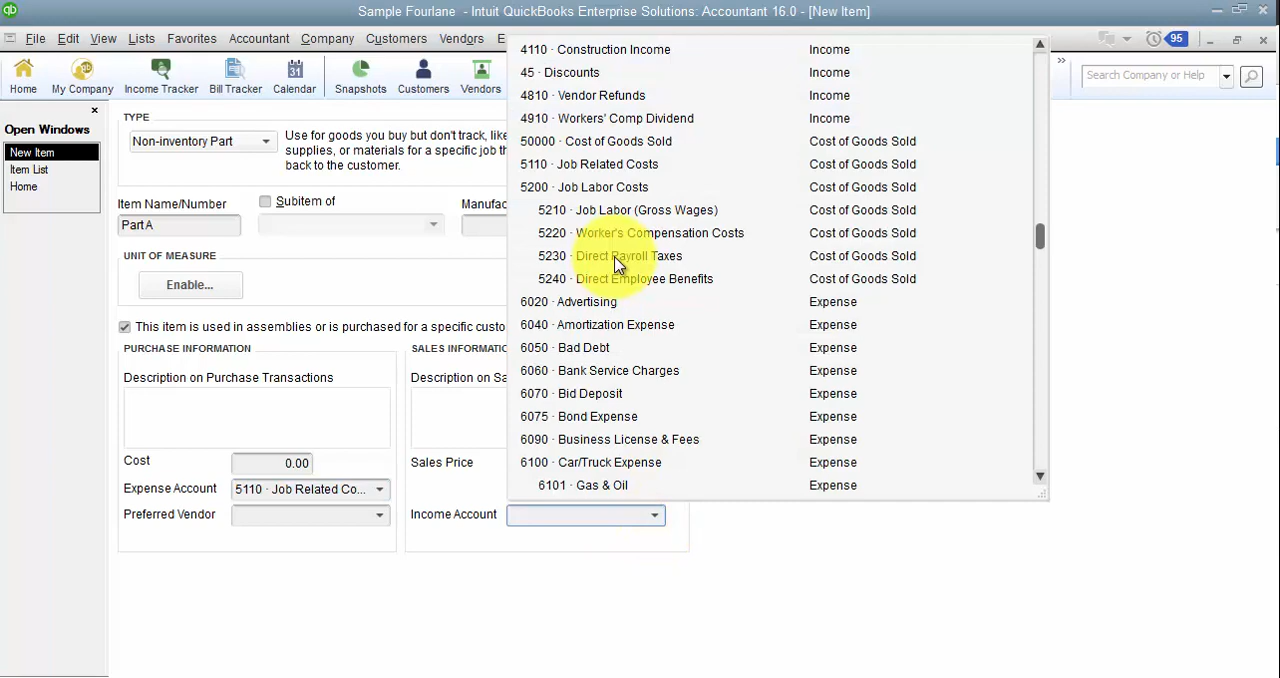 Sample Fourlane - Intuit QuickBooks Enterprise Solutions: Accountant 16.0 - [New Item]
File Edit View Lists Favorites Accountant Company Customers Vendors E
95
Home My Company Income Tracker Bill Tracker 31 Calendar Snapshots Customers Vendors
» Search Company or Help
Open Windows
New Item
Item List
Home
TYPE
Non-inventory Part
Use for goods you buy but don't track, like
supplies, or materials for a specific job th
back to the customer.
Item Name/Number
Subitem of
Manufac
Part A
UNIT OF MEASURE
Enable...
This item is used in assemblies or is purchased for a specific custo
PURCHASE INFORMATION
SALES INFORMATIO
Description on Purchase Transactions
Description on Sa
Cost 0.00
Sales Price
Expense Account 5110 · Job Related Co...
Preferred Vendor
Income Account
4110 · Construction Income Income
45 · Discounts Income
4810 · Vendor Refunds Income
4910 · Workers' Comp Dividend Income
50000 · Cost of Goods Sold Cost of Goods Sold
5110 · Job Related Costs Cost of Goods Sold
5200 · Job Labor Costs Cost of Goods Sold
5210 · Job Labor (Gross Wages) Cost of Goods Sold
5220 · Worker's Compensation Costs Cost of Goods Sold
5230 · Direct Payroll Taxes Cost of Goods Sold
5240 · Direct Employee Benefits Cost of Goods Sold
6020 · Advertising Expense
6040 · Amortization Expense Expense
6050 · Bad Debt Expense
6060 · Bank Service Charges Expense
6070 · Bid Deposit Expense
6075 · Bond Expense Expense
6090 · Business License & Fees Expense
6100 · Car/Truck Expense Expense
6101 · Gas & Oil Expense